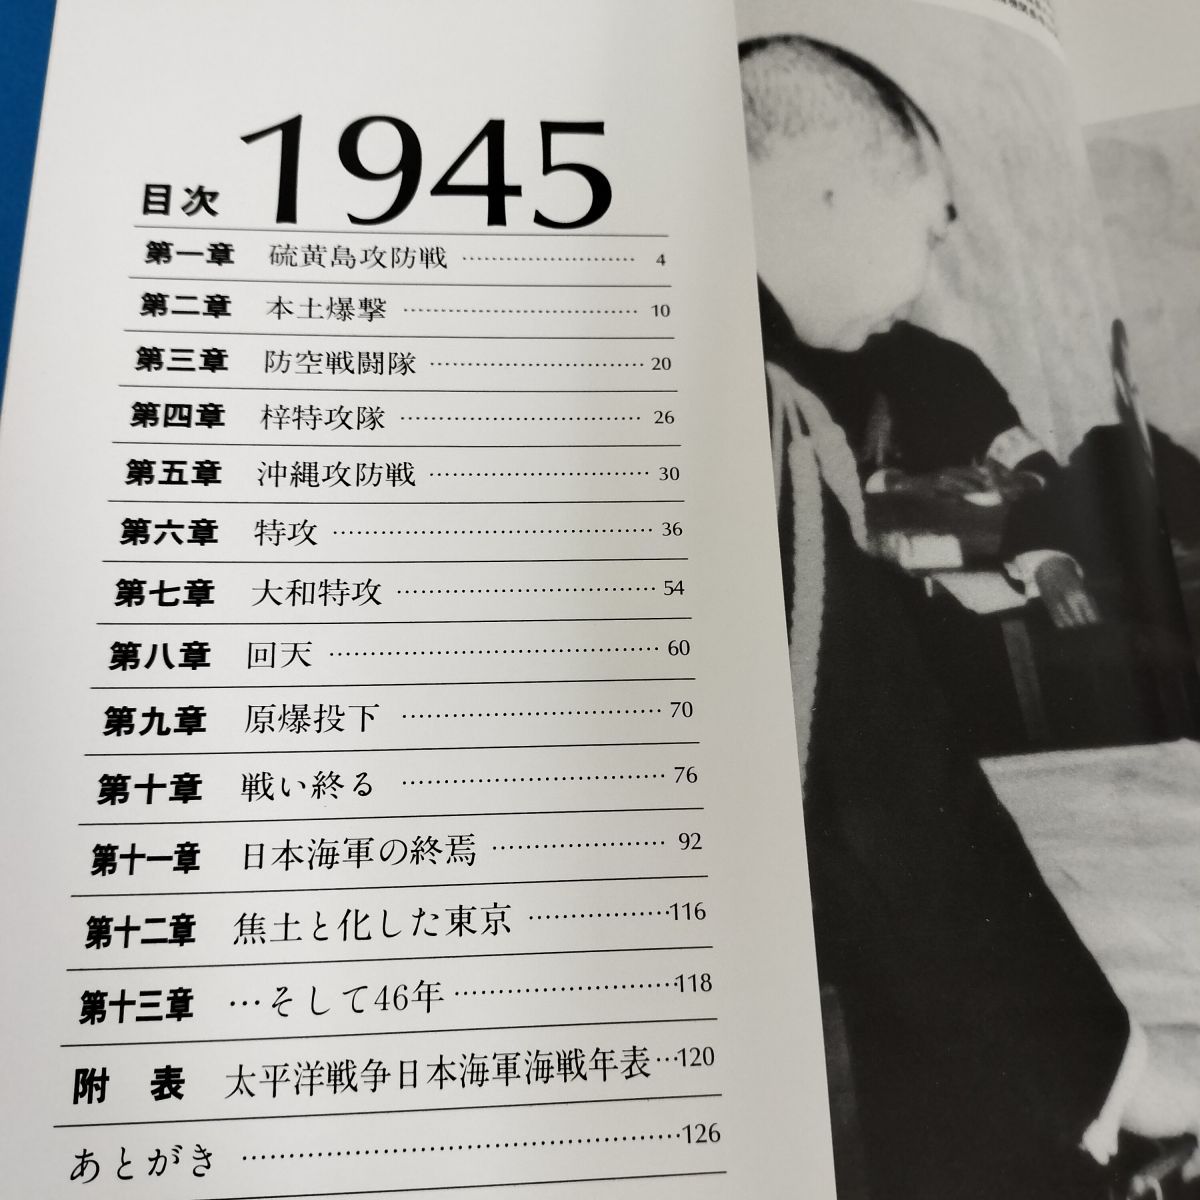 目次 1945
第一章 硫黄島攻防戦 ………… 4
第二章 本土爆撃 ………… 10
第三章 防空戦闘隊 ………… 20
第四章 梓特攻隊 ………… 26
第五章 沖縄攻防戦 ………… 30
第六章 特攻 ………… 36
第七章 大和特攻 ………… 54
第八章 回天 ………… 60
第九章 原爆投下 ………… 70
第十章 戦い終る ………… 76
第十一章 日本海軍の終焉 ………… 92
第十二章 焦土と化した東京 ………… 116
第十三章 …そして46年 ………… 118
附 表 太平洋戦争日本海軍海戦年表 … 120
あとがき ………… 126